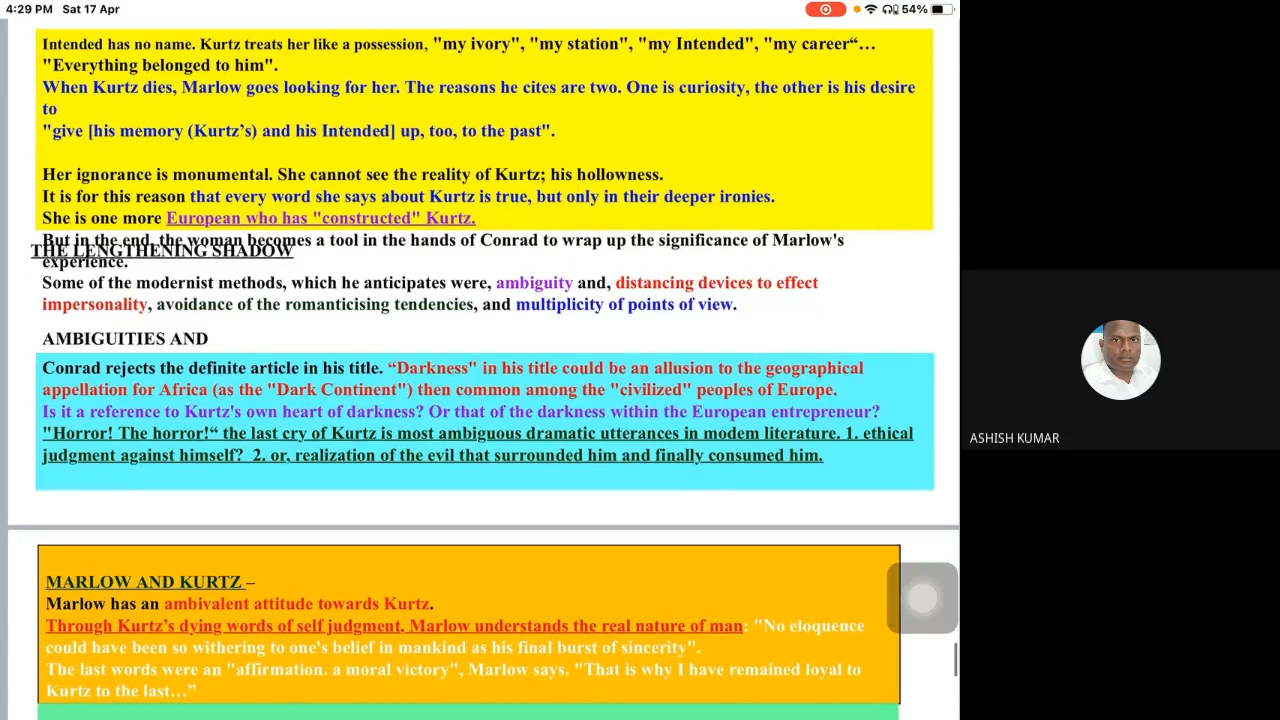 4:29 PM Sat 17 Apr
54%
Intended has no name. Kurtz treats her like a possession, "my ivory", "my station", "my Intended", "my career“…
"Everything belonged to him".
When Kurtz dies, Marlow goes looking for her. The reasons he cites are two. One is curiosity, the other is his desire
to
"give [his memory (Kurtz’s) and his Intended] up, too, to the past".
Her ignorance is monumental. She cannot see the reality of Kurtz; his hollowness.
It is for this reason that every word she says about Kurtz is true, but only in their deeper ironies.
She is one more European who has "constructed" Kurtz.
But in the end, the woman becomes a tool in the hands of Conrad to wrap up the significance of Marlow's
THE LENGTHENING SHADOW
experience.
Some of the modernist methods, which he anticipates were, ambiguity and, distancing devices to effect
impersonality, avoidance of the romanticising tendencies, and multiplicity of points of view.
AMBIGUITIES AND
Conrad rejects the definite article in his title. “Darkness" in his title could be an allusion to the geographical
appellation for Africa (as the "Dark Continent") then common among the "civilized" peoples of Europe.
Is it a reference to Kurtz's own heart of darkness? Or that of the darkness within the European entrepreneur?
"Horror! The horror!“ the last cry of Kurtz is most ambiguous dramatic utterances in modem literature. 1. ethical
judgment against himself?  2. or, realization of the evil that surrounded him and finally consumed him.
MARLOW AND KURTZ –
Marlow has an ambivalent attitude towards Kurtz.
Through Kurtz’s dying words of self judgment, Marlow understands the real nature of man: "No eloquence
could have been so withering to one's belief in mankind as his final burst of sincerity".
The last words were an "affirmation. a moral victory", Marlow says. "That is why I have remained loyal to
Kurtz to the last…”
ASHISH KUMAR